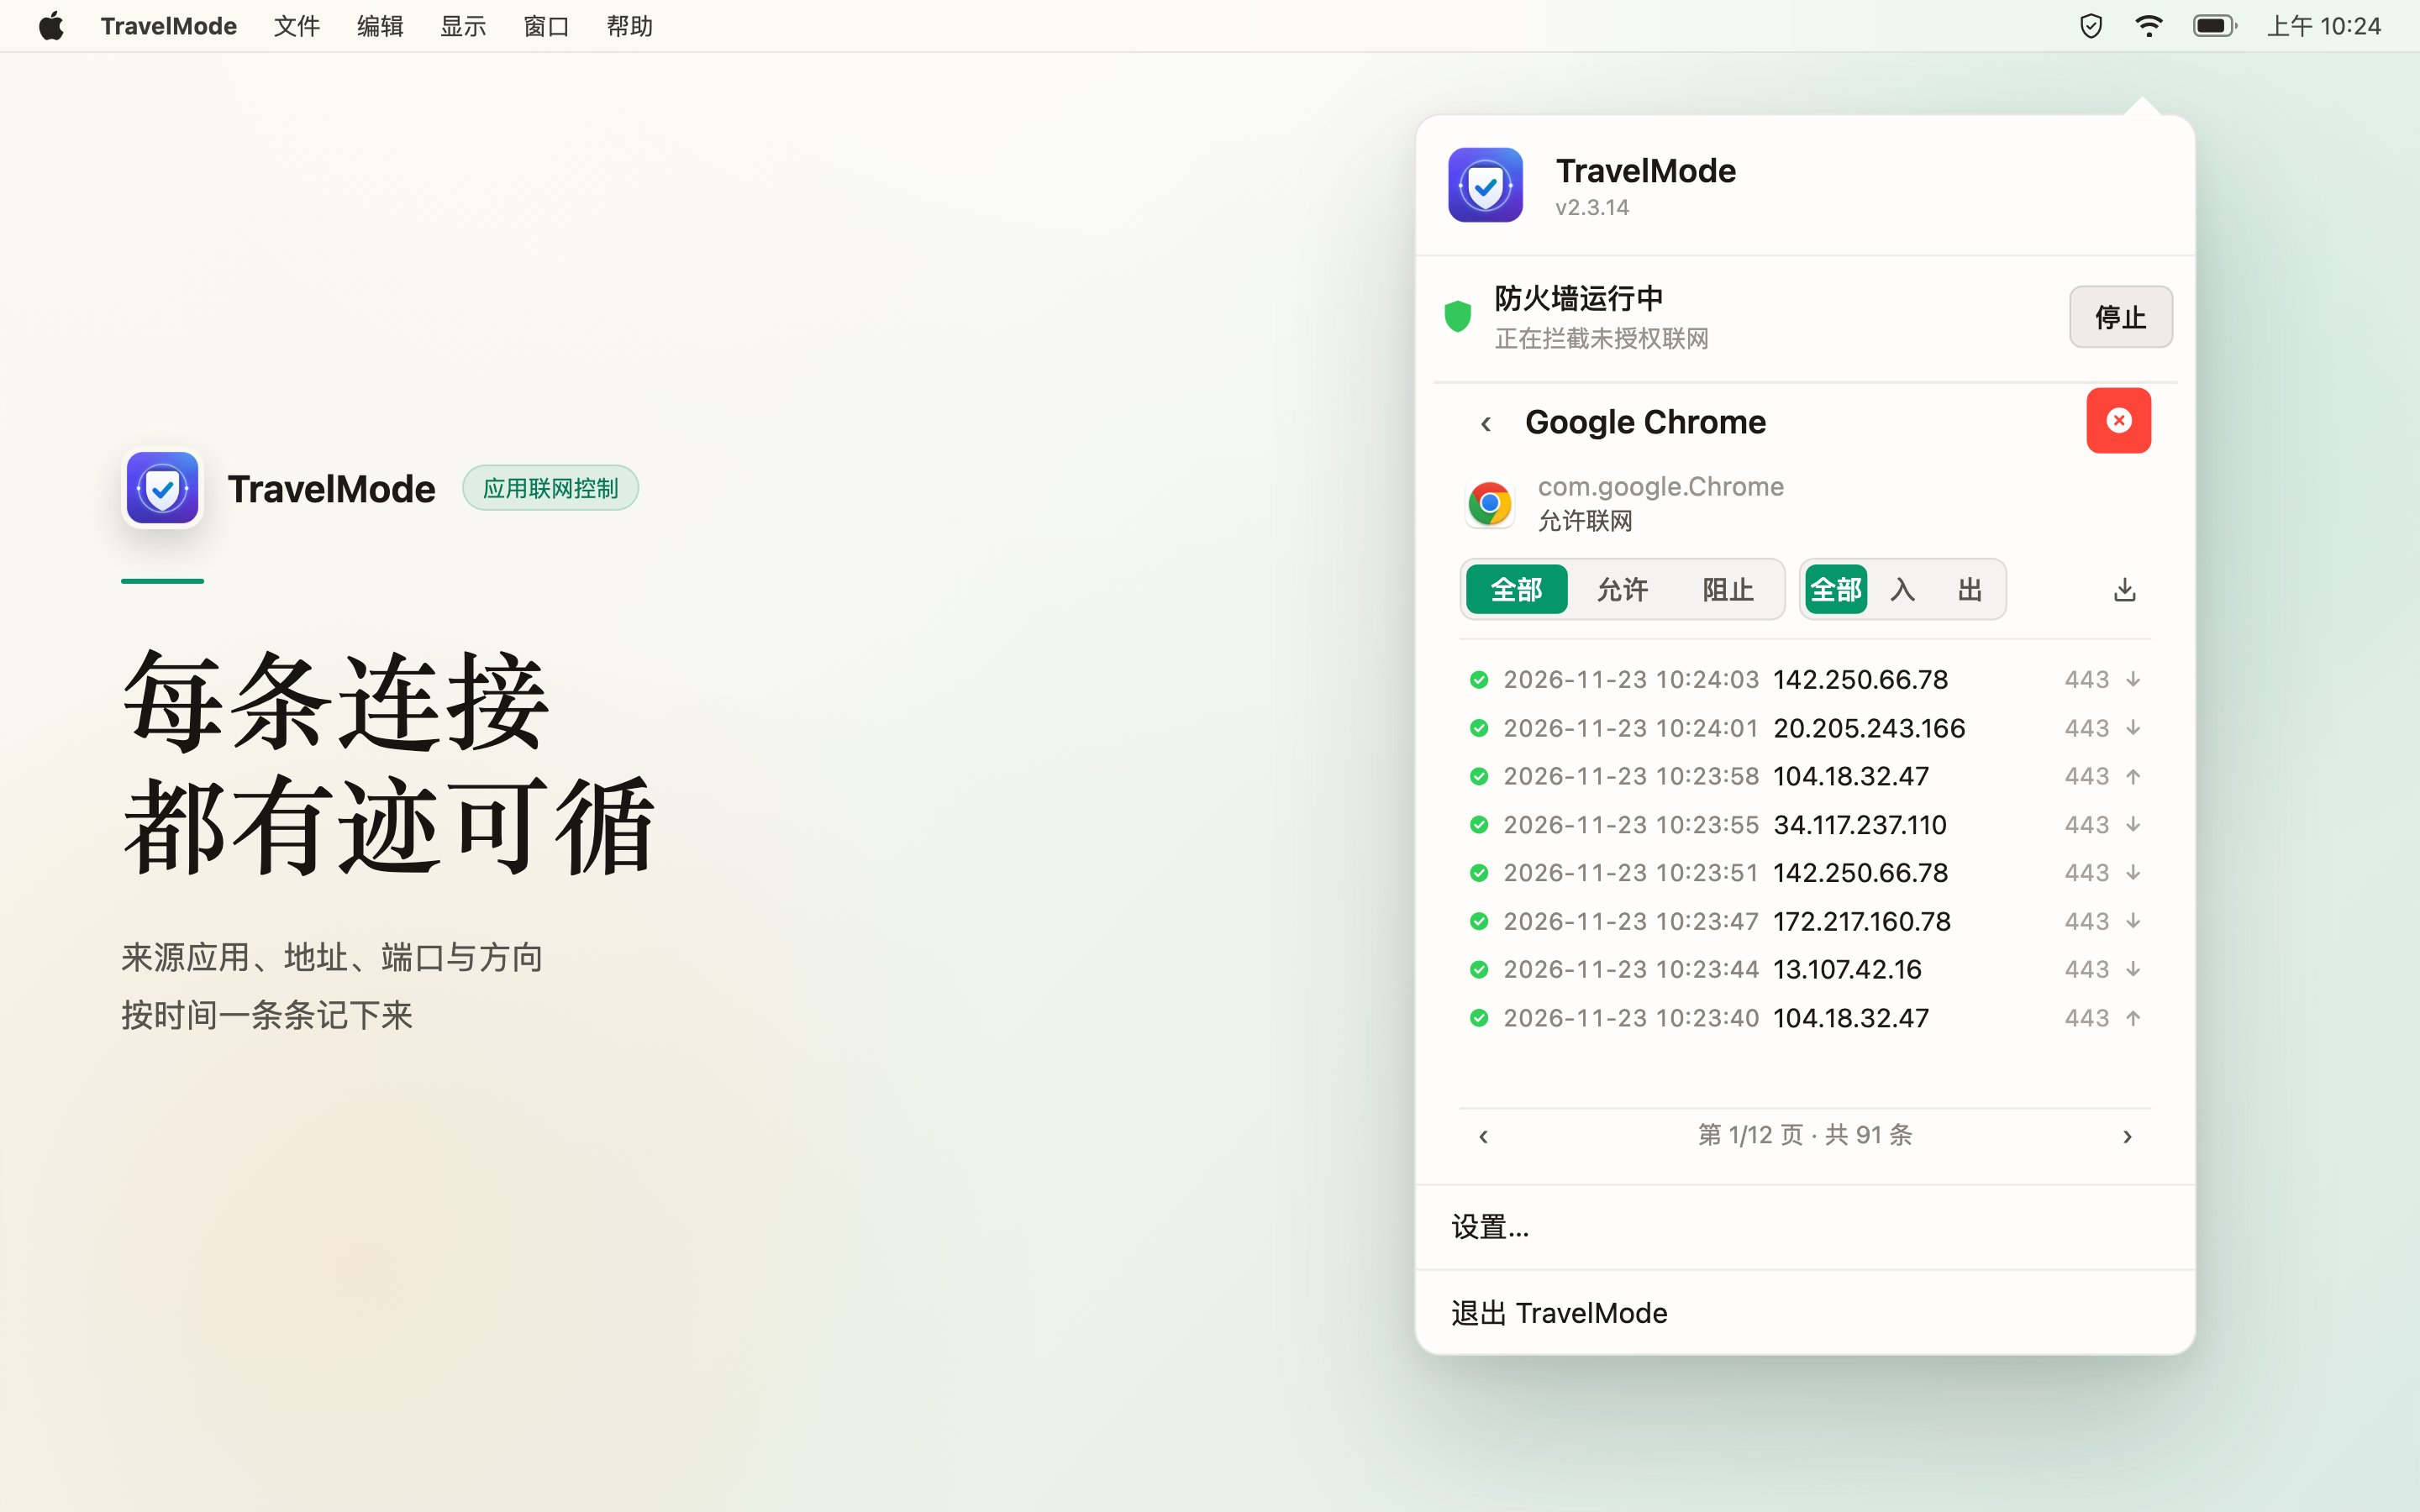 TravelMode 文件 编辑 显示 窗口 帮助 上午 10:24
TravelMode 应用联网控制
每条连接
都有迹可循
来源应用、地址、端口与方向
按时间一条条记下来
TravelMode
v2.3.14
防火墙运行中
正在拦截未授权联网
停止
‹ Google Chrome
com.google.Chrome
允许联网
全部 允许 阻止 全部 入 出
2026-11-23 10:24:03 142.250.66.78 443 ↓
2026-11-23 10:24:01 20.205.243.166 443 ↓
2026-11-23 10:23:58 104.18.32.47 443 ↑
2026-11-23 10:23:55 34.117.237.110 443 ↓
2026-11-23 10:23:51 142.250.66.78 443 ↓
2026-11-23 10:23:47 172.217.160.78 443 ↓
2026-11-23 10:23:44 13.107.42.16 443 ↓
2026-11-23 10:23:40 104.18.32.47 443 ↑
‹ 第 1/12 页 · 共 91 条 ›
设置...
退出 TravelMode